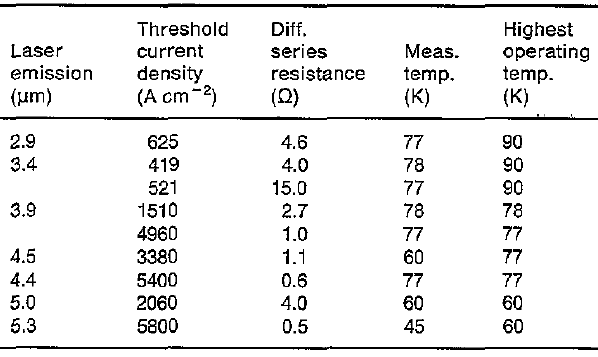 Threshold Diff. Highest
Laser current series Meas. operating
emission density resistance temp. temp.
(μm) (A cm⁻²) (Ω) (K) (K)
2.9 625 4.6 77 90
3.4 419 4.0 78 90
521 15.0 77 90
3.9 1510 2.7 78 78
4960 1.0 77 77
4.5 3380 1.1 60 77
4.4 5400 0.6 77 77
5.0 2060 4.0 60 60
5.3 5800 0.5 45 60